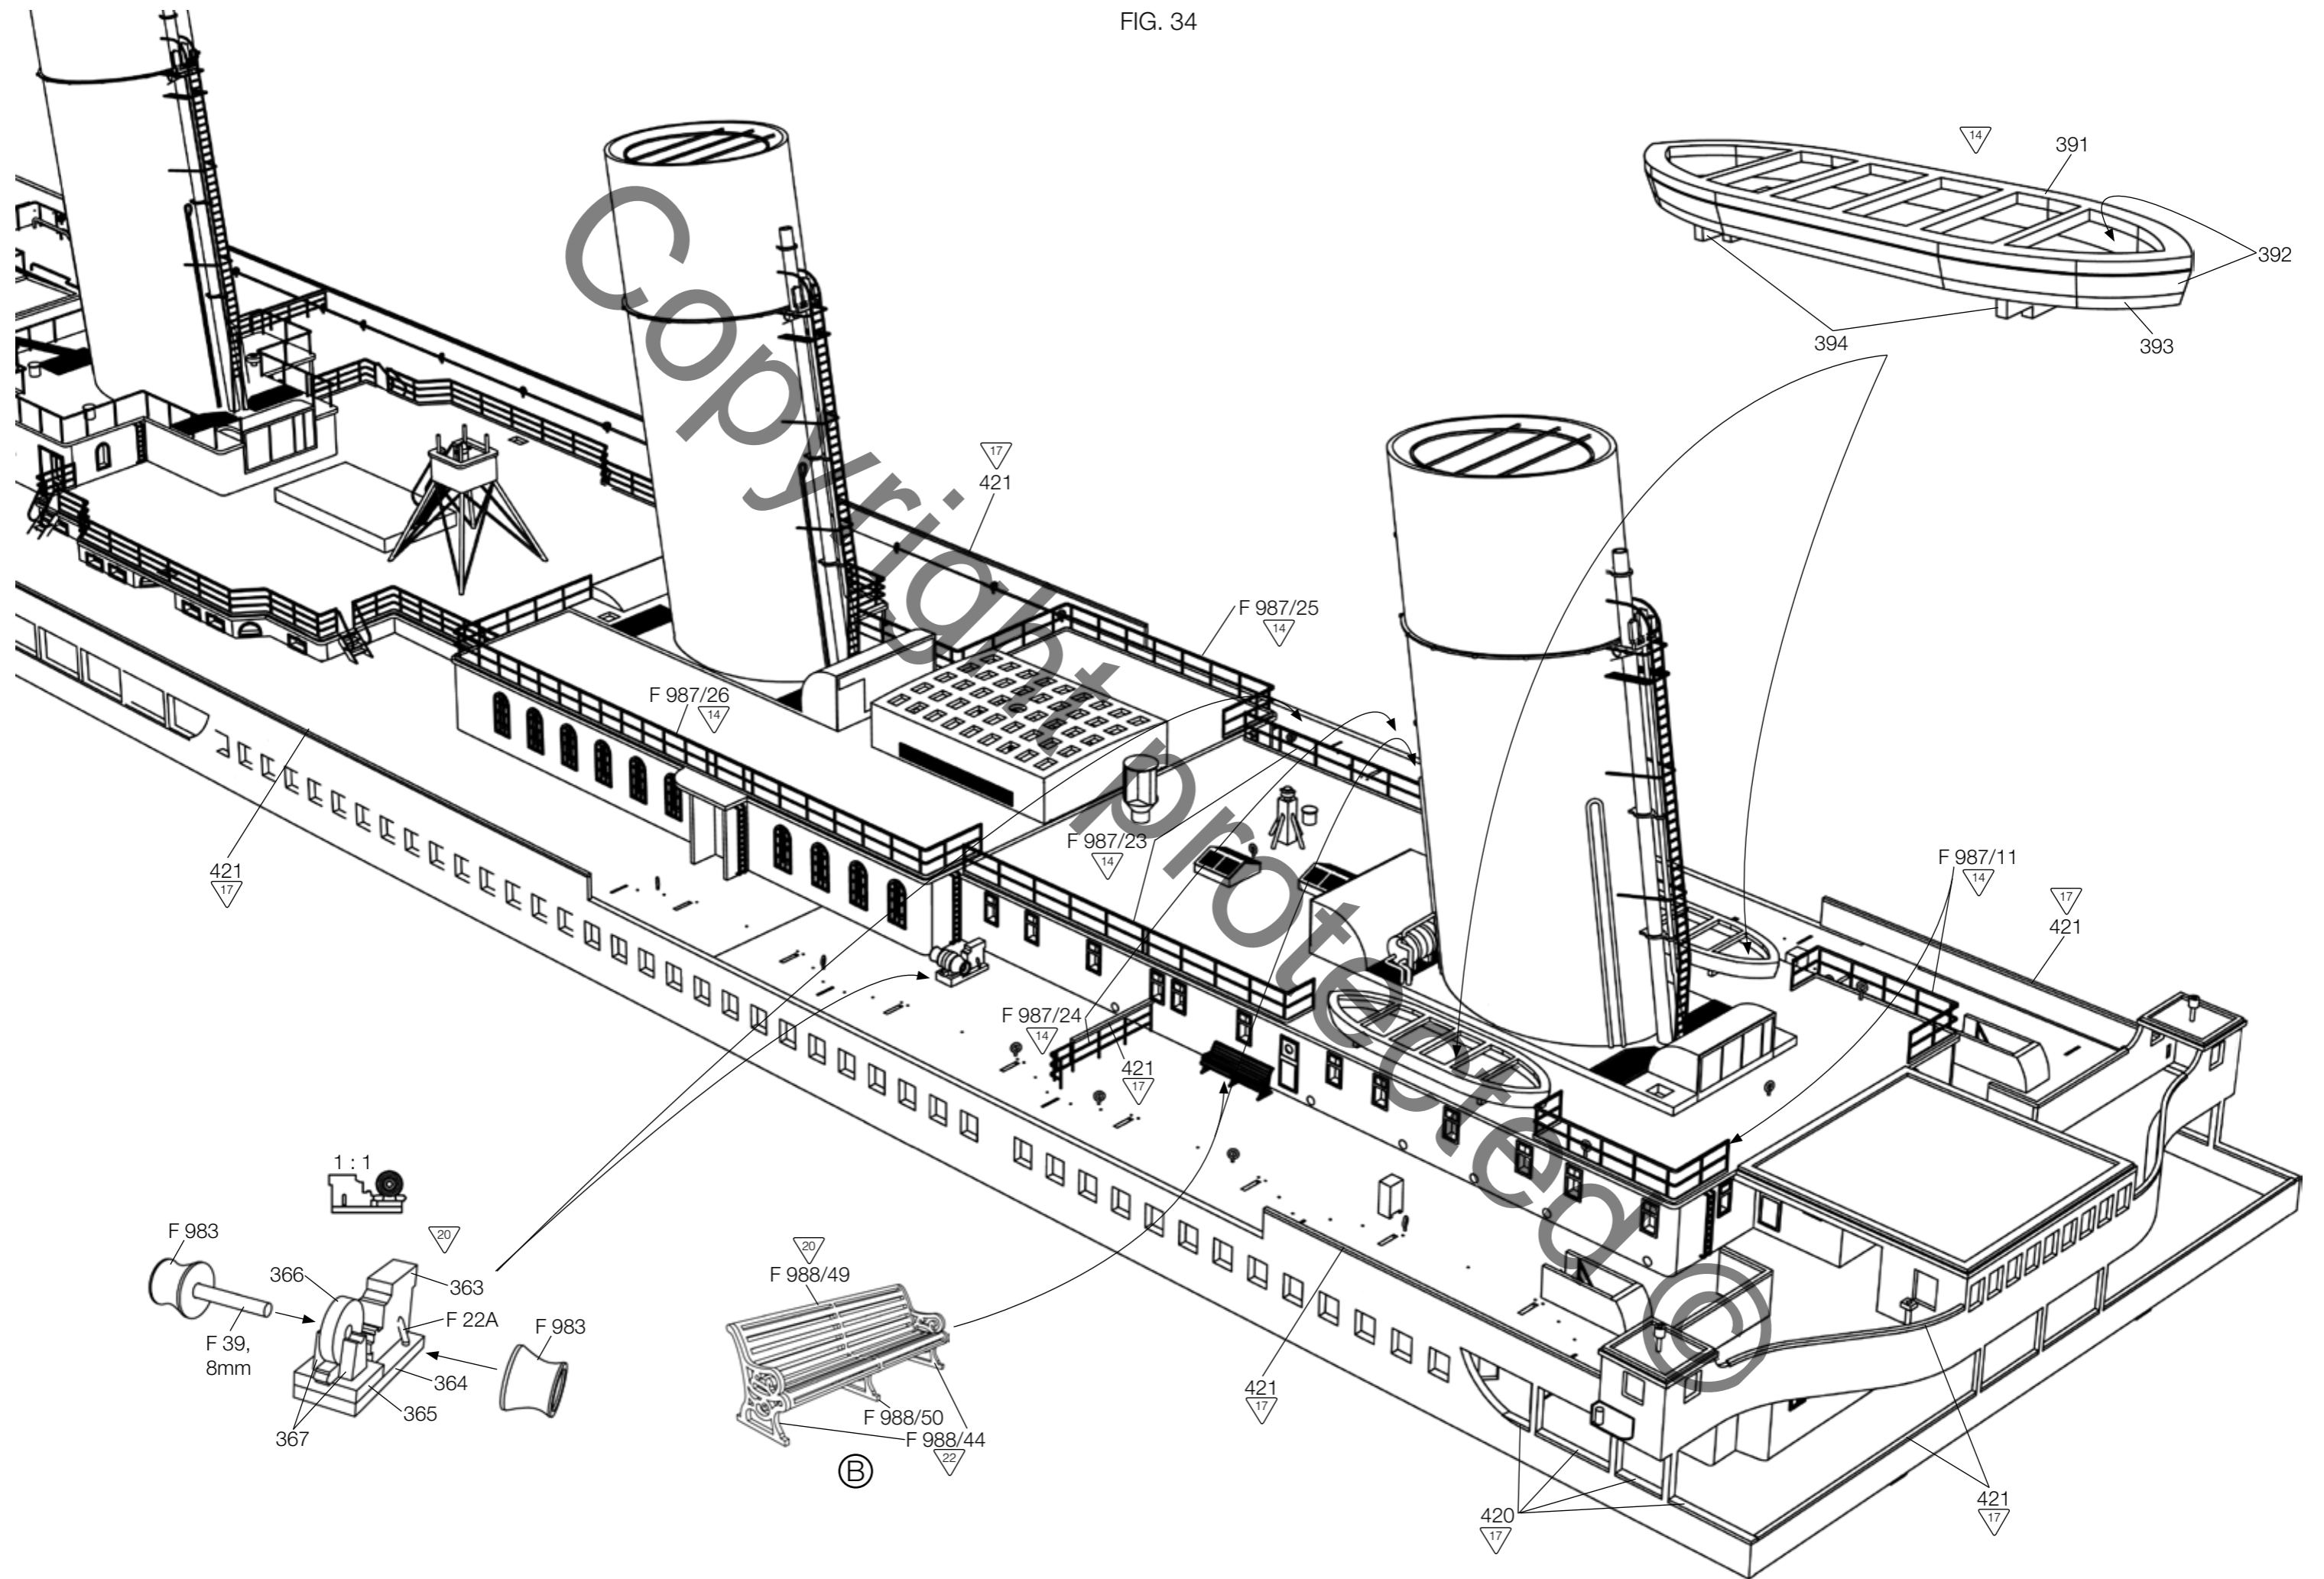 FIG. 34
14
391
392
394
393
17
421
F 987/25
14
F 987/26
14
F 987/23
14
F 987/11
14
17
421
421
17
F 987/24
14
421
17
1 : 1
F 983
20
366
363
F 22A
F 39,
8mm
F 983
364
365
367
20
F 988/49
F 988/50
F 988/44
22
B
421
17
420
17
421
17
Copyright protected ©